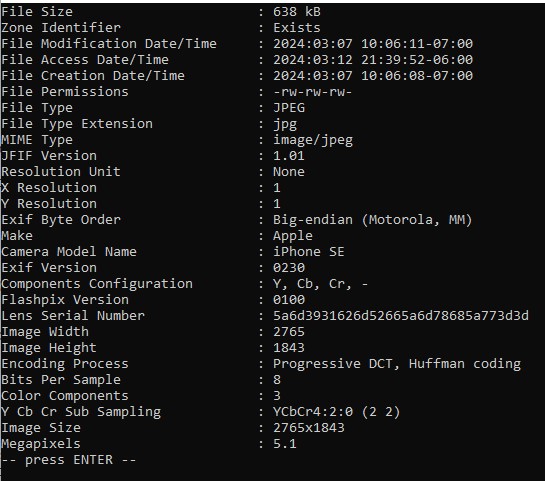 File Size : 638 kB
Zone Identifier : Exists
File Modification Date/Time : 2024:03:07 10:06:11-07:00
File Access Date/Time : 2024:03:12 21:39:52-06:00
File Creation Date/Time : 2024:03:07 10:06:08-07:00
File Permissions : -rw-rw-rw-
File Type : JPEG
File Type Extension : jpg
MIME Type : image/jpeg
JFIF Version : 1.01
Resolution Unit : None
X Resolution : 1
Y Resolution : 1
Exif Byte Order : Big-endian (Motorola, MM)
Make : Apple
Camera Model Name : iPhone SE
Exif Version : 0230
Components Configuration : Y, Cb, Cr, -
Flashpix Version : 0100
Lens Serial Number : 5a6d3931626d52665a6d78685a773d3d
Image Width : 2765
Image Height : 1843
Encoding Process : Progressive DCT, Huffman coding
Bits Per Sample : 8
Color Components : 3
Y Cb Cr Sub Sampling : YCbCr4:2:0 (2 2)
Image Size : 2765x1843
Megapixels : 5.1
-- press ENTER --